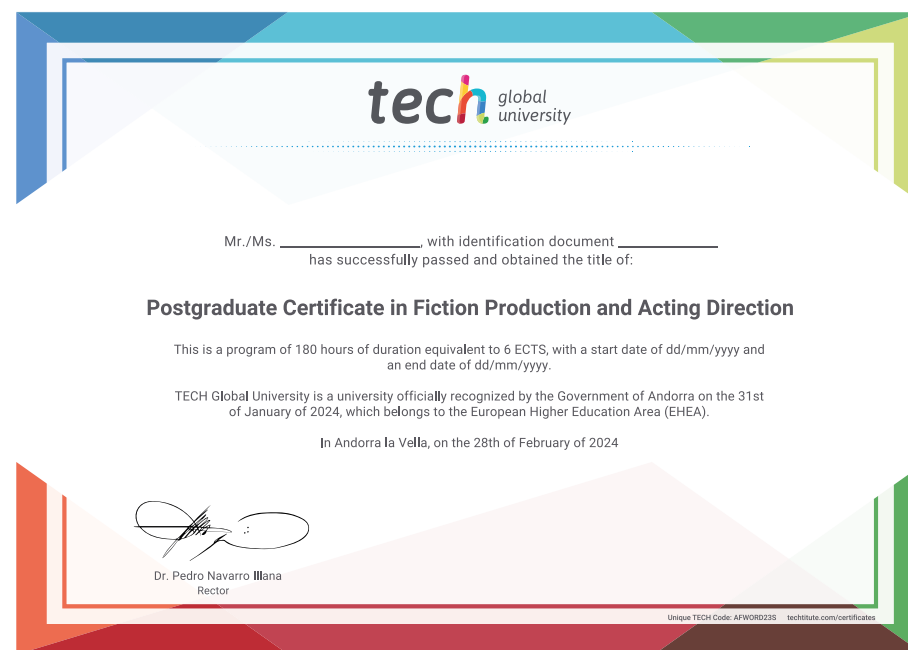 tech global university
Mr./Ms. ____________________, with identification document ______________
has successfully passed and obtained the title of:
Postgraduate Certificate in Fiction Production and Acting Direction
This is a program of 180 hours of duration equivalent to 6 ECTS, with a start date of dd/mm/yyyy and
an end date of dd/mm/yyyy.
TECH Global University is a university officially recognized by the Government of Andorra on the 31st
of January of 2024, which belongs to the European Higher Education Area (EHEA).
In Andorra la Vella, on the 28th of February of 2024
Dr. Pedro Navarro Illana
Rector
Unique TECH Code: AFWORD23S techtitute.com/certificates